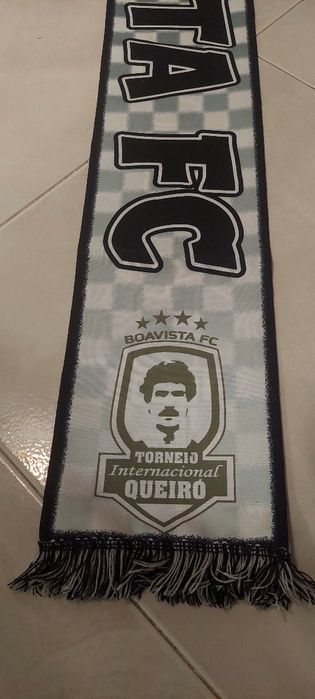 TA FC
BOAVISTA FC
TORNEIO
Internacional
QUEIRÓ